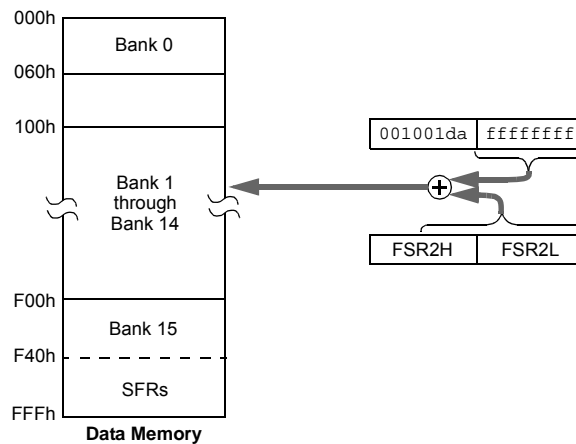 000h
Bank 0
060h
100h
001001da ffffffff
Bank 1
through
Bank 14
+
FSR2H FSR2L
F00h
Bank 15
F40h
SFRs
FFFh
Data Memory